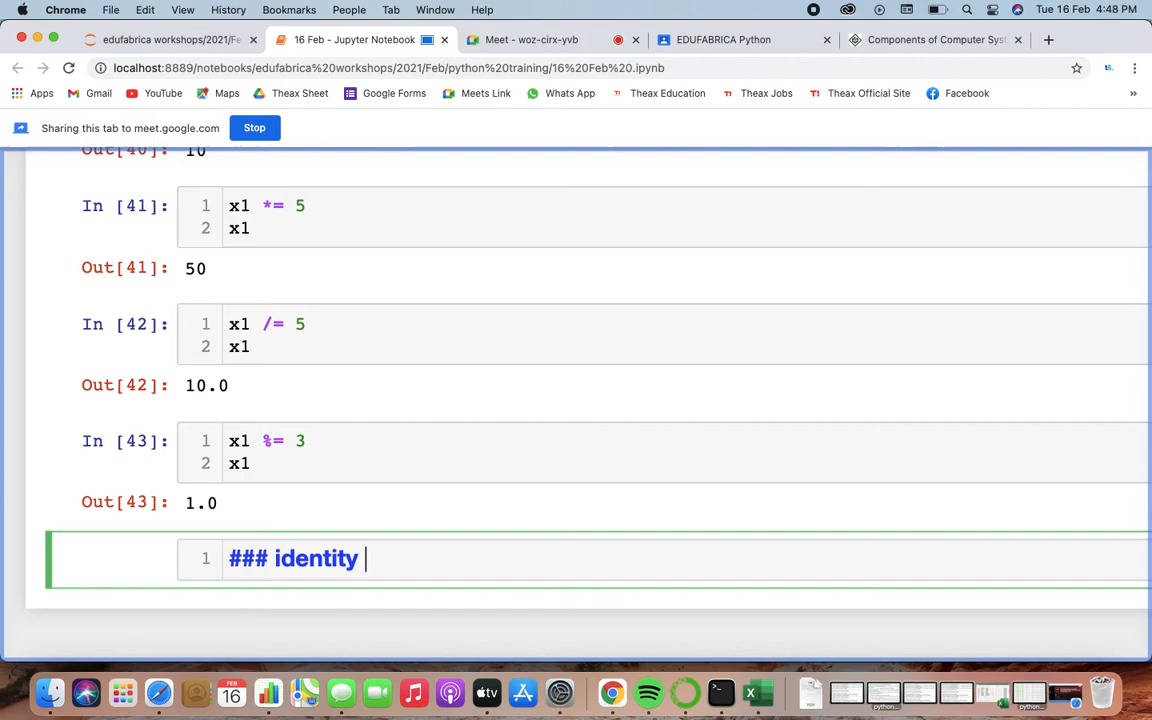 Chrome File Edit View History Bookmarks People Tab Window Help Tue 16 Feb 4:48 PM
edufabrica workshops/2021/Fe 16 Feb - Jupyter Notebook Meet - woz-cirx-yvb EDUFABRICA Python Components of Computer Syst
localhost:8889/notebooks/edufabrica%20workshops/2021/Feb/python%20training/16%20Feb%20.ipynb
Apps Gmail YouTube Maps Theax Sheet Google Forms Meets Link Whats App Theax Education Theax Jobs Theax Official Site Facebook »
Sharing this tab to meet.google.com Stop
Out[40]: 10
In [41]: 1 x1 *= 5
2 x1
Out[41]: 50
In [42]: 1 x1 /= 5
2 x1
Out[42]: 10.0
In [43]: 1 x1 %= 3
2 x1
Out[43]: 1.0
1 ### identity
FEB
16